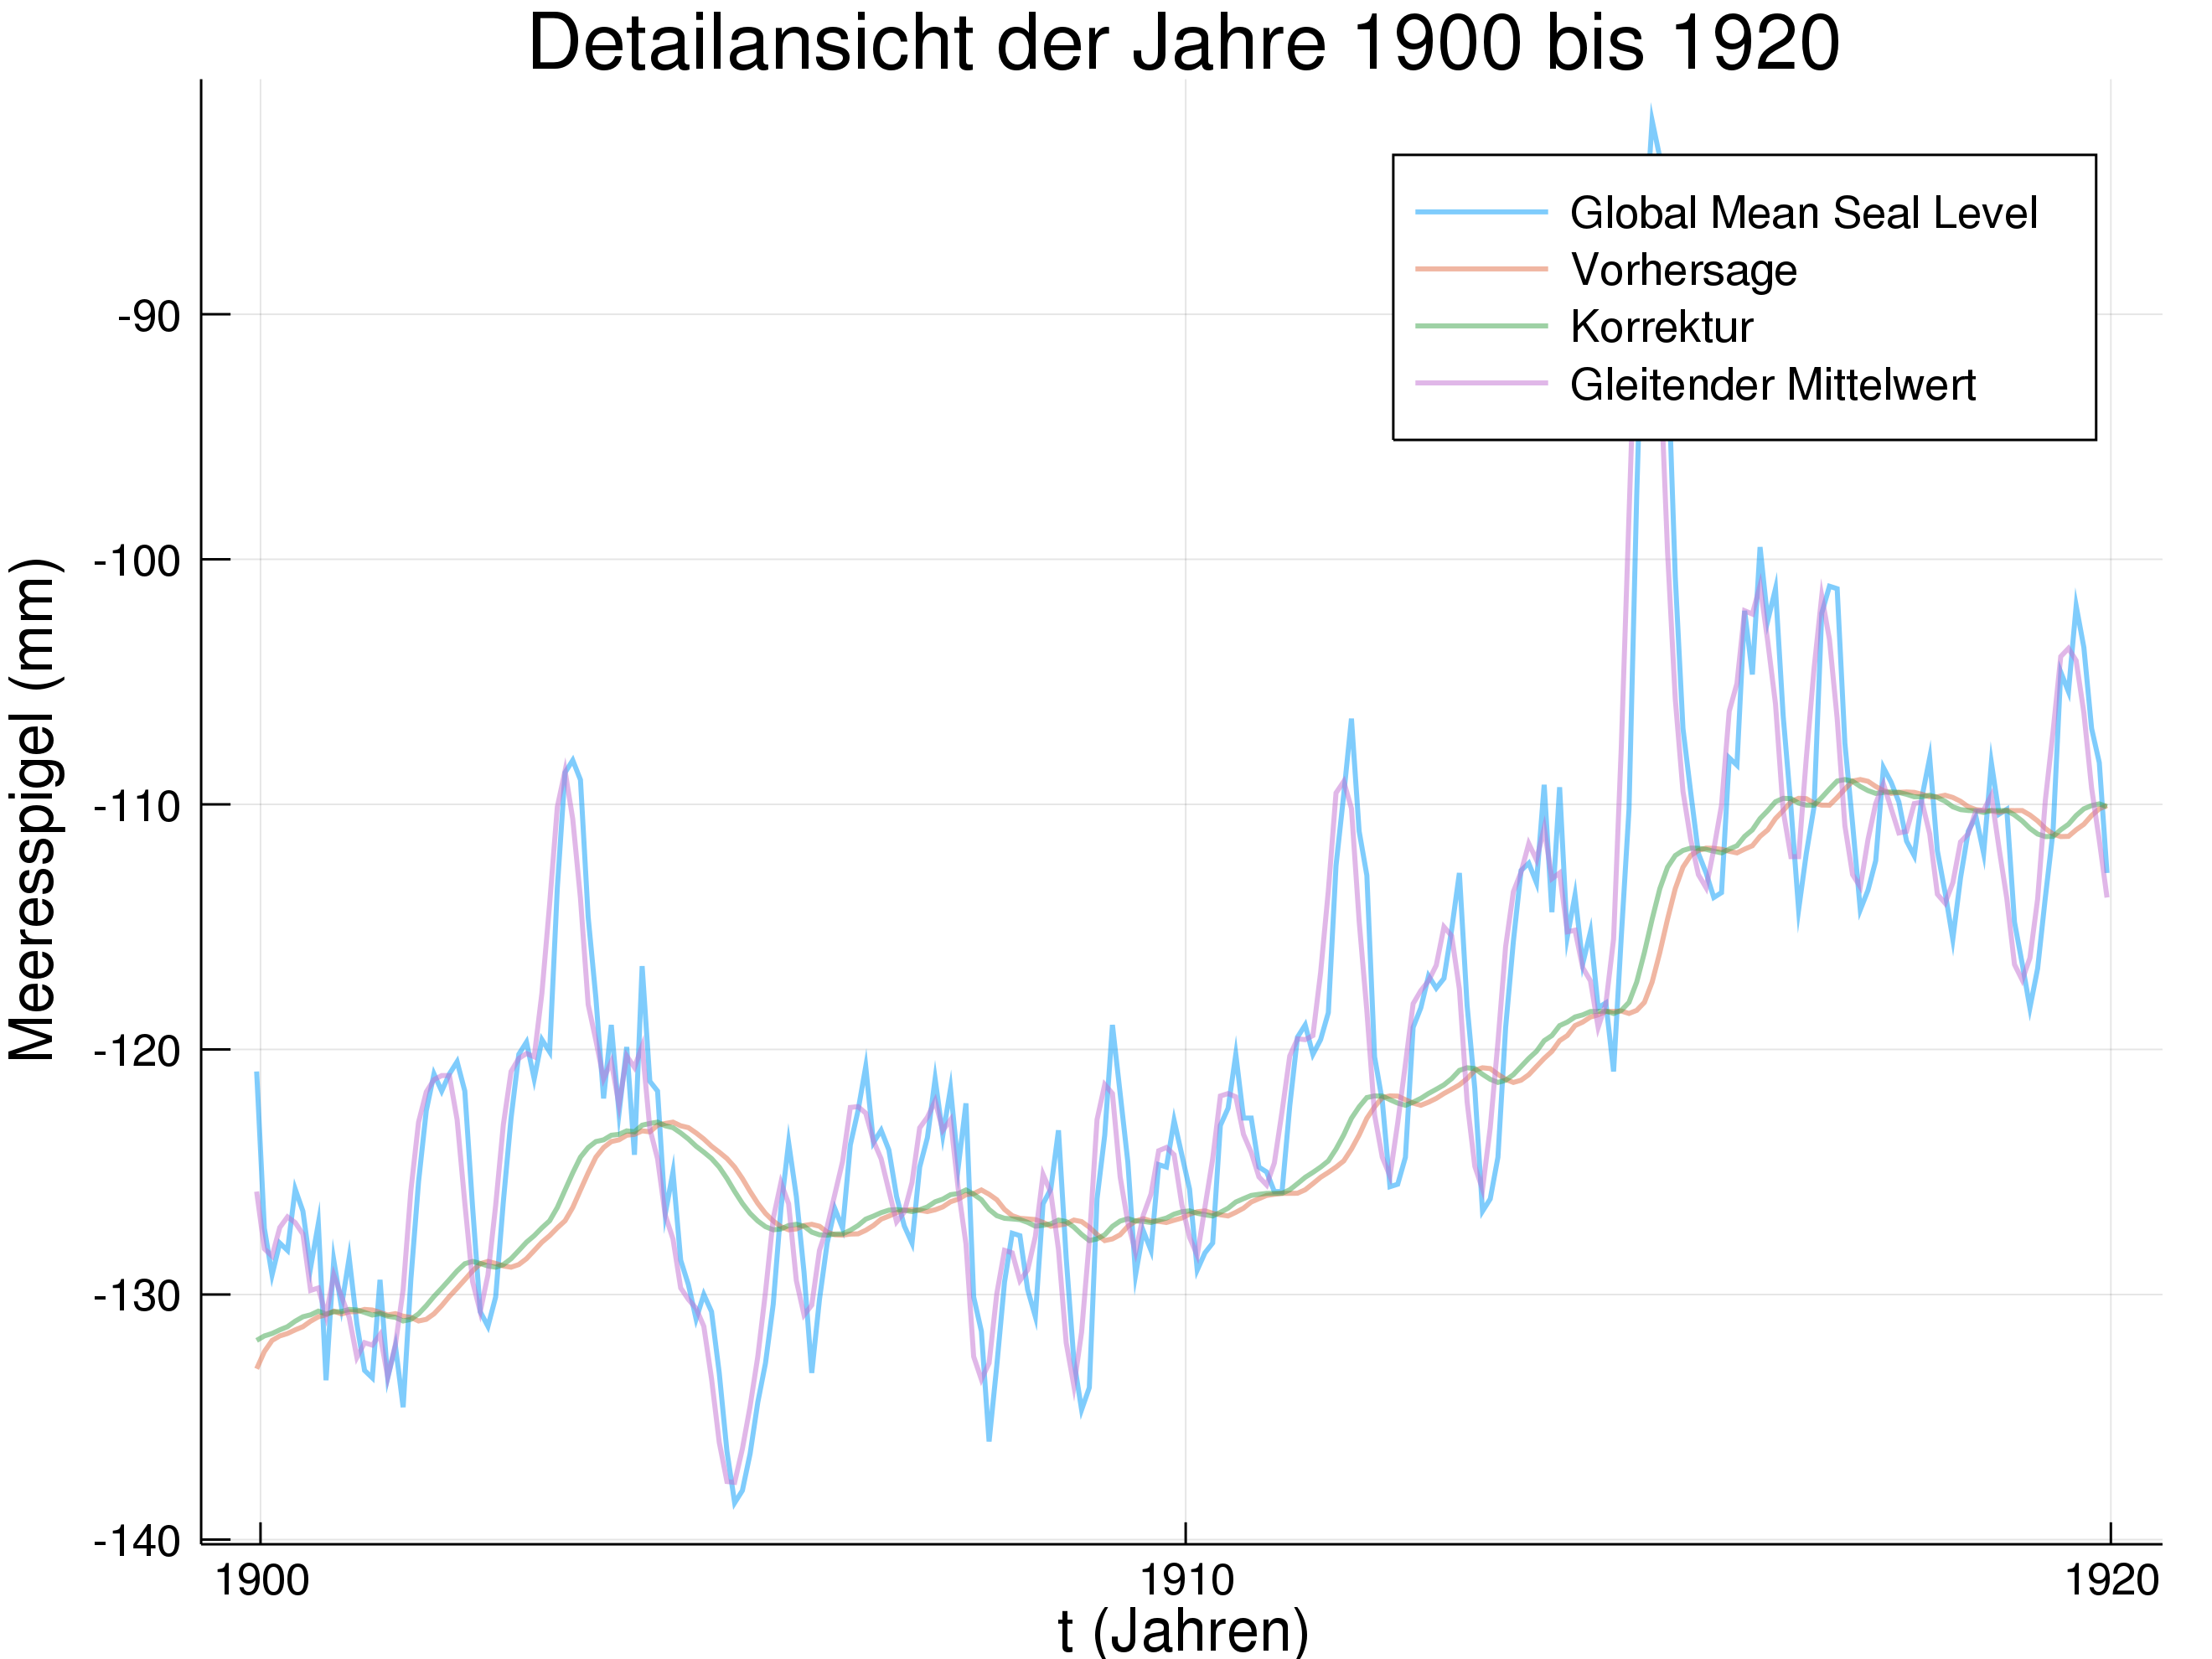 Detailansicht der Jahre 1900 bis 1920
Global Mean Seal Level
Vorhersage
Korrektur
Gleitender Mittelwert
Meeresspigel (mm)
-90
-100
-110
-120
-130
-140
1900
1910
1920
t (Jahren)